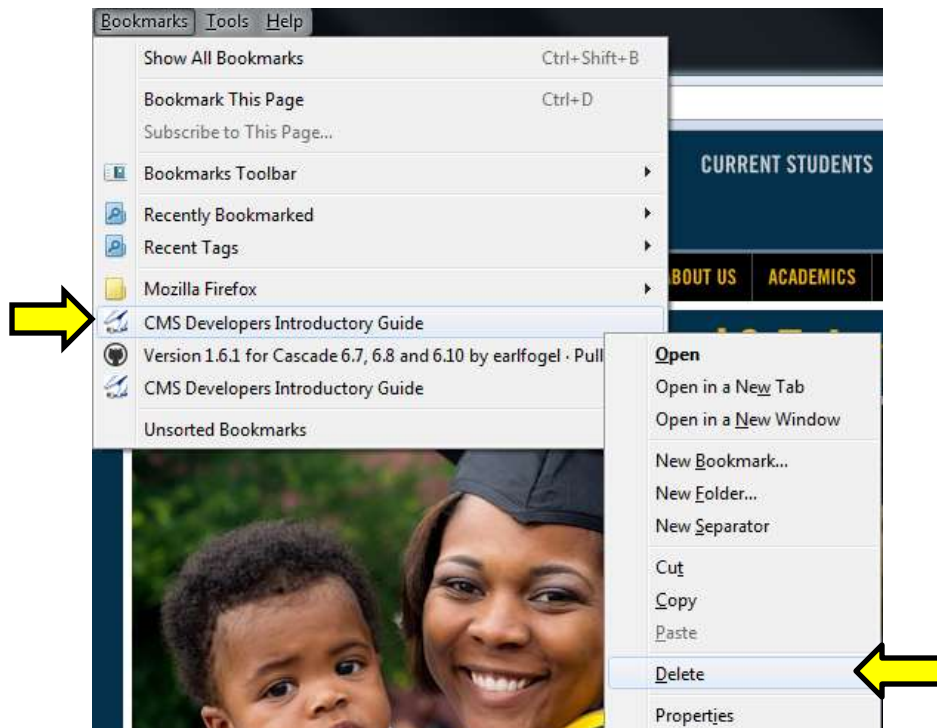 Bookmarks Tools Help
Show All Bookmarks Ctrl+Shift+B
Bookmark This Page Ctrl+D
Subscribe to This Page...
Bookmarks Toolbar
Recently Bookmarked
Recent Tags
Mozilla Firefox
CMS Developers Introductory Guide
Version 1.6.1 for Cascade 6.7, 6.8 and 6.10 by earlfogel · Pull
CMS Developers Introductory Guide
Unsorted Bookmarks
CURRENT STUDENTS
BOUT US ACADEMICS
Open
Open in a New Tab
Open in a New Window
New Bookmark...
New Folder...
New Separator
Cut
Copy
Paste
Delete
Properties